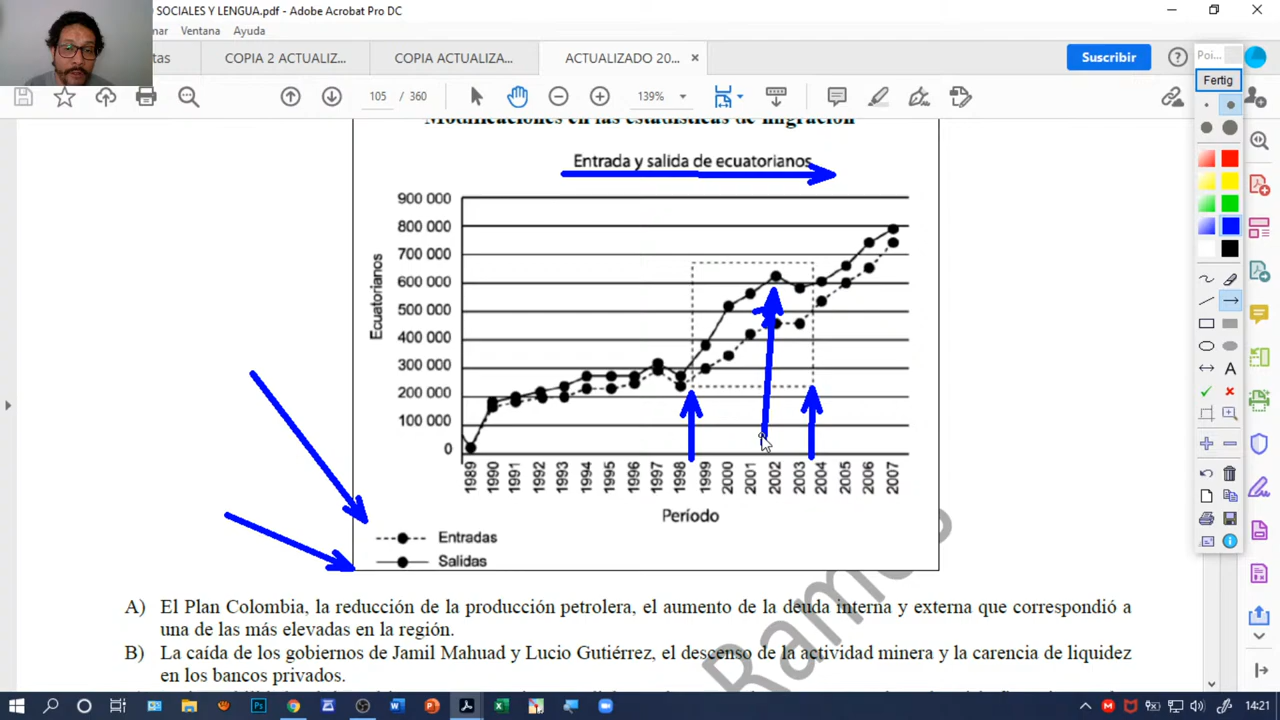 SOCIALES Y LENGUA.pdf - Adobe Acrobat Pro DC
Ventana Ayuda
COPIA 2 ACTUALIZ...
COPIA ACTUALIZA...
ACTUALIZADO 20...
Suscribir
Fertig
105 / 360
139%
Modificaciones en las estadísticas de migración
Entrada y salida de ecuatorianos
900 000
800 000
700 000
600 000
500 000
400 000
300 000
200 000
100 000
0
Ecuatorianos
1989 1990 1991 1992 1993 1994 1995 1996 1997 1998 1999 2000 2001 2002 2003 2004 2005 2006 2007
Período
Entradas
Salidas
A) El Plan Colombia, la reducción de la producción petrolera, el aumento de la deuda interna y externa que correspondió a
una de las más elevadas en la región.
B) La caída de los gobiernos de Jamil Mahuad y Lucio Gutiérrez, el descenso de la actividad minera y la carencia de liquidez
en los bancos privados.
14:21